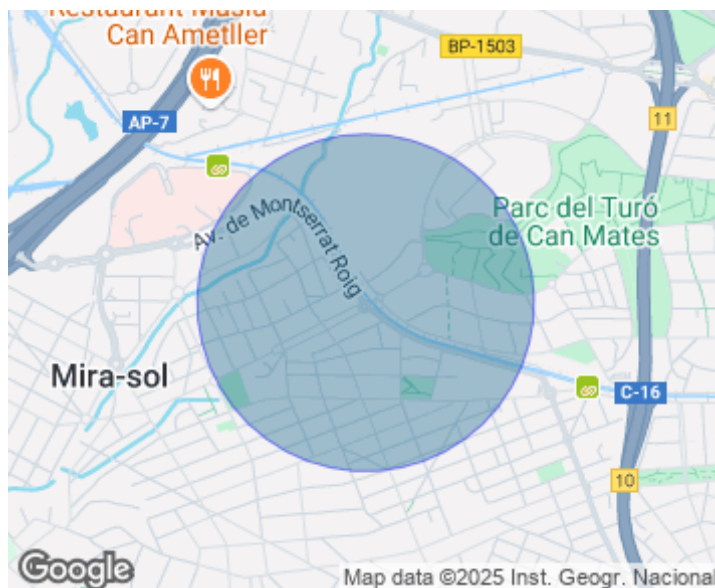 Restaurant Masia
Can Ametller
BP-1503
AP-7
11
Av. de Montserrat Roig
Parc del Turó
de Can Mates
Mira-sol
C-16
10
Google
Map data ©2025 Inst. Geogr. Nacional